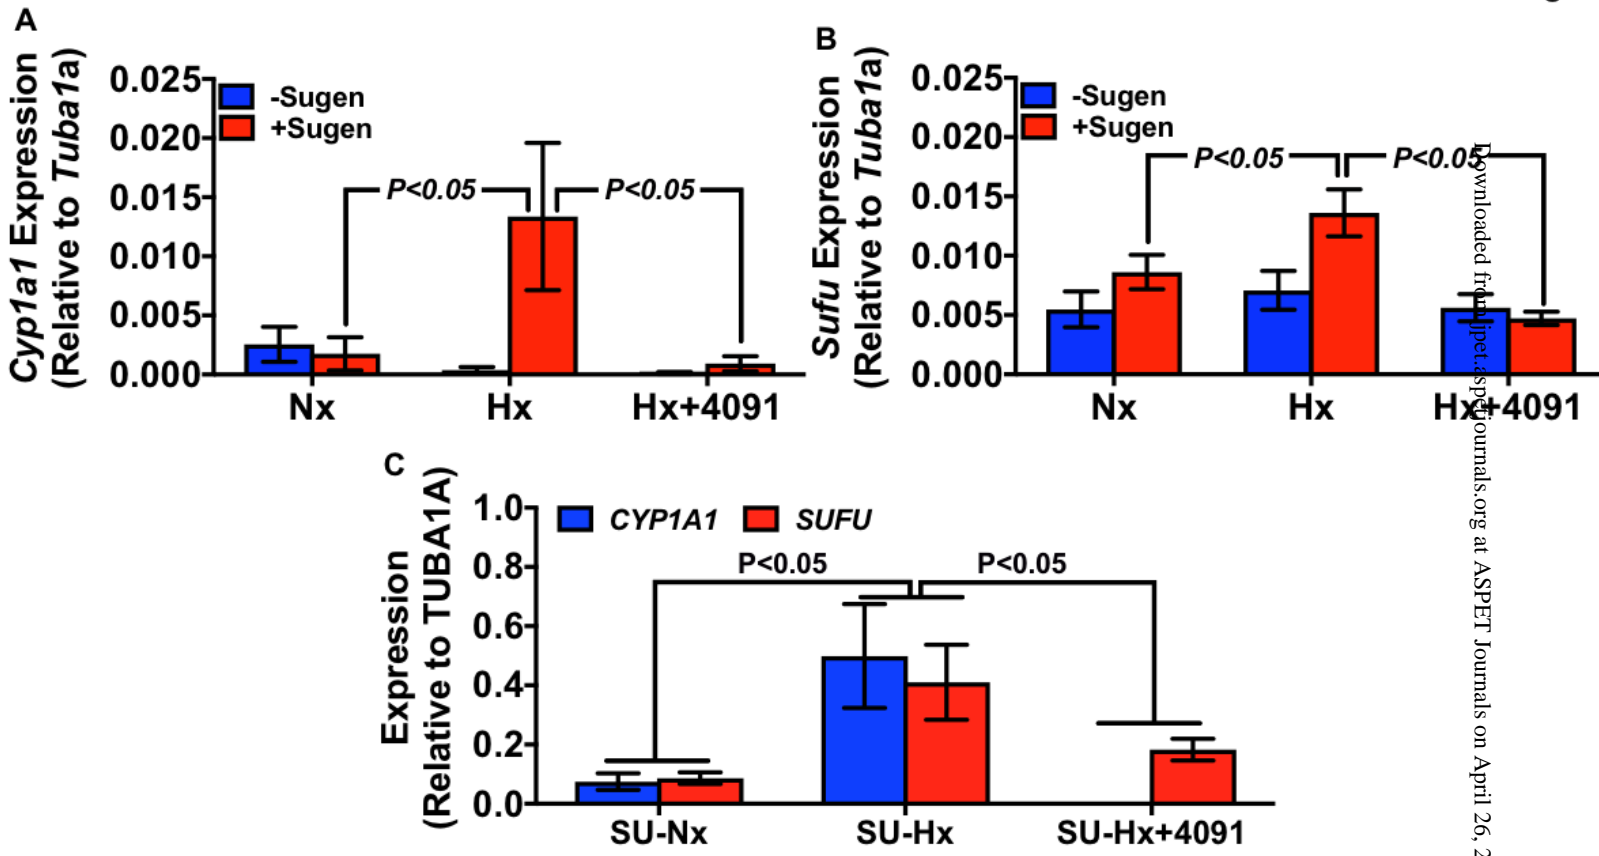 A
Cyp1a1 Expression
(Relative to Tuba1a)
0.025
0.020
0.015
0.010
0.005
0.000
-Sugen
+Sugen
P<0.05
P<0.05
Nx
Hx
Hx+4091
B
Sufu Expression
(Relative to Tuba1a)
0.025
0.020
0.015
0.010
0.005
0.000
-Sugen
+Sugen
P<0.05
P<0.05
Nx
Hx
Hx+4091
C
Expression
(Relative to TUBA1A)
1.0
0.8
0.6
0.4
0.2
0.0
CYP1A1
SUFU
P<0.05
P<0.05
SU-Nx
SU-Hx
SU-Hx+4091
Downloaded from jpet.aspetjournals.org at ASPET Journals on April 26, 2